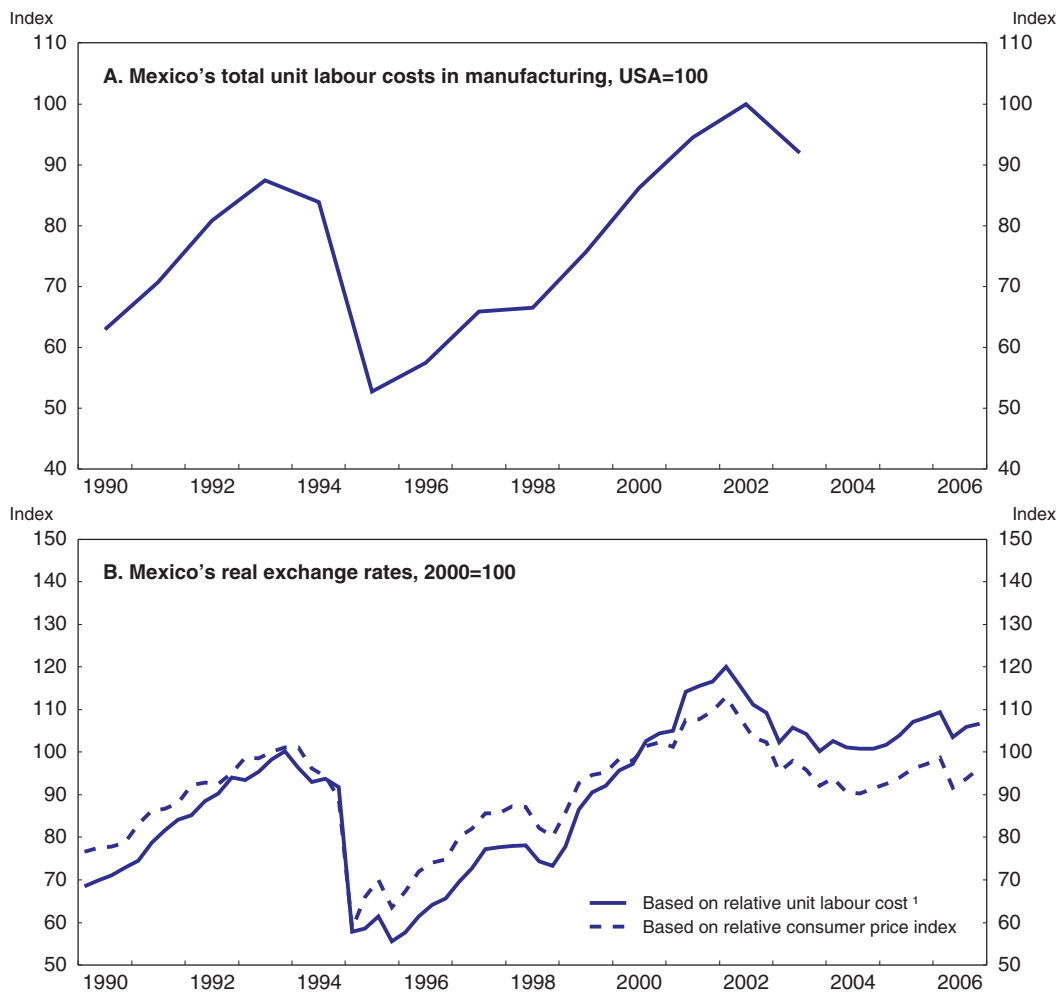 Index Index
110 110
A. Mexico’s total unit labour costs in manufacturing, USA=100
100 100
90 90
80 80
70 70
60 60
50 50
40 40
1990 1992 1994 1996 1998 2000 2002 2004 2006
Index Index
150 150
B. Mexico’s real exchange rates, 2000=100
140 140
130 130
120 120
110 110
100 100
90 90
80 80
70 70
Based on relative unit labour cost ¹
60 60
Based on relative consumer price index
50 50
1990 1992 1994 1996 1998 2000 2002 2004 2006